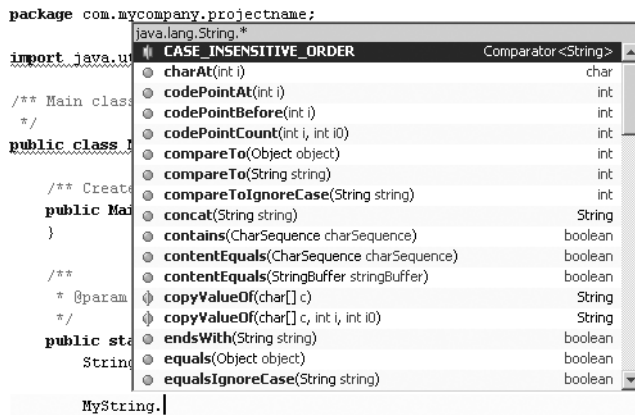 package com.mycompany.projectname;
import java.ut
/** Main class
*/
public class
/** Create
public Mai
}
/**
* @param
*/
public sta
String
MyString.
java.lang.String.*
CASE_INSENSITIVE_ORDER Comparator<String>
charAt(int i) char
codePointAt(int i) int
codePointBefore(int i) int
codePointCount(int i, int i0) int
compareTo(Object object) int
compareTo(String string) int
compareToIgnoreCase(String string) int
concat(String string) String
contains(CharSequence charSequence) boolean
contentEquals(CharSequence charSequence) boolean
contentEquals(StringBuffer stringBuffer) boolean
copyValueOf(char[] c) String
copyValueOf(char[] c, int i, int i0) String
endsWith(String string) boolean
equals(Object object) boolean
equalsIgnoreCase(String string) boolean